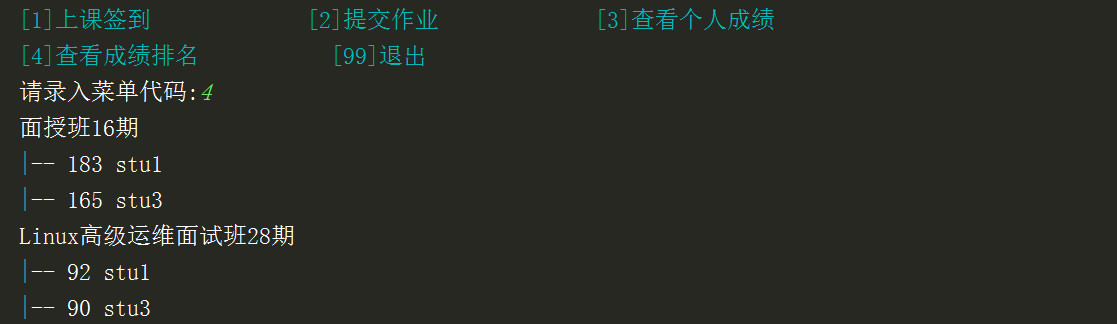 [1]上课签到 [2]提交作业 [3]查看个人成绩
[4]查看成绩排名 [99]退出
请录入菜单代码:4
面授班16期
|-- 183 stu1
|-- 165 stu3
Linux高级运维面试班28期
|-- 92 stu1
|-- 90 stu3